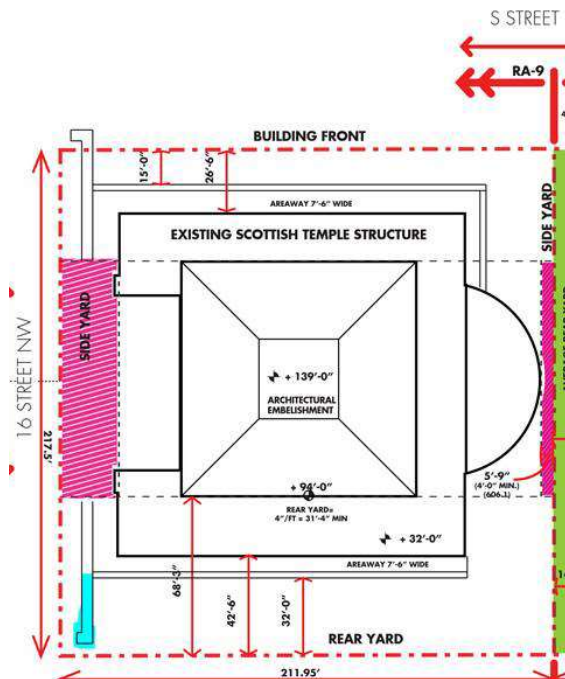 S STREET
RA-9
4
BUILDING FRONT
15'-0"
26'-6"
AREAWAY 7'-6" WIDE
SIDE YARD
EXISTING SCOTTISH TEMPLE STRUCTURE
SIDE YARD
16 STREET NW
217.5'
+ 139'-0"
ARCHITECTURAL
EMBELISHMENT
5'-9"
(4'-0" MIN.)
(606.1)
+ 94'-0"
REAR YARD=
4"/FT = 31'-4" MIN
+ 32'-0"
AREAWAY 7'-6" WIDE
68'-3"
42'-6"
32'-0"
REAR YARD
211.95'